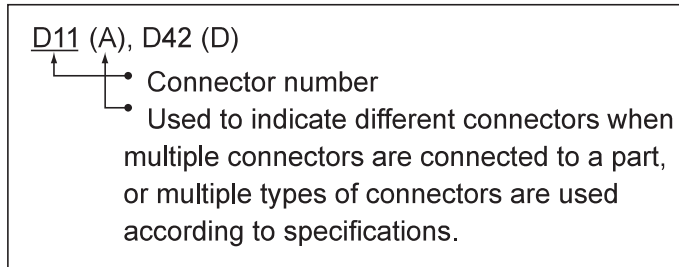 D11 (A), D42 (D)
• Connector number
• Used to indicate different connectors when
multiple connectors are connected to a part,
or multiple types of connectors are used
according to specifications.